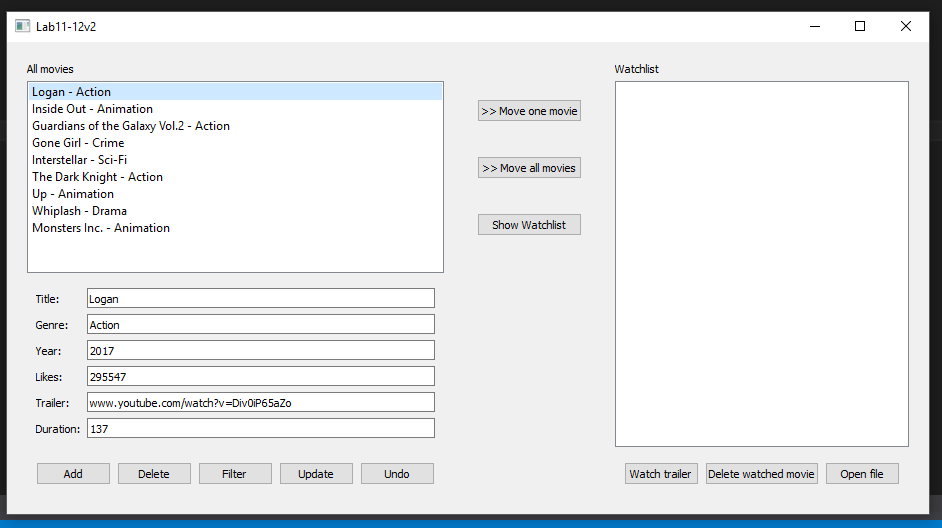 Lab11-12v2
All movies
Logan - Action
Inside Out - Animation
Guardians of the Galaxy Vol.2 - Action
Gone Girl - Crime
Interstellar - Sci-Fi
The Dark Knight - Action
Up - Animation
Whiplash - Drama
Monsters Inc. - Animation
>> Move one movie
>> Move all movies
Show Watchlist
Watchlist
Title: Logan
Genre: Action
Year: 2017
Likes: 295547
Trailer: www.youtube.com/watch?v=Div0iP65aZo
Duration: 137
Add Delete Filter Update Undo
Watch trailer Delete watched movie Open file